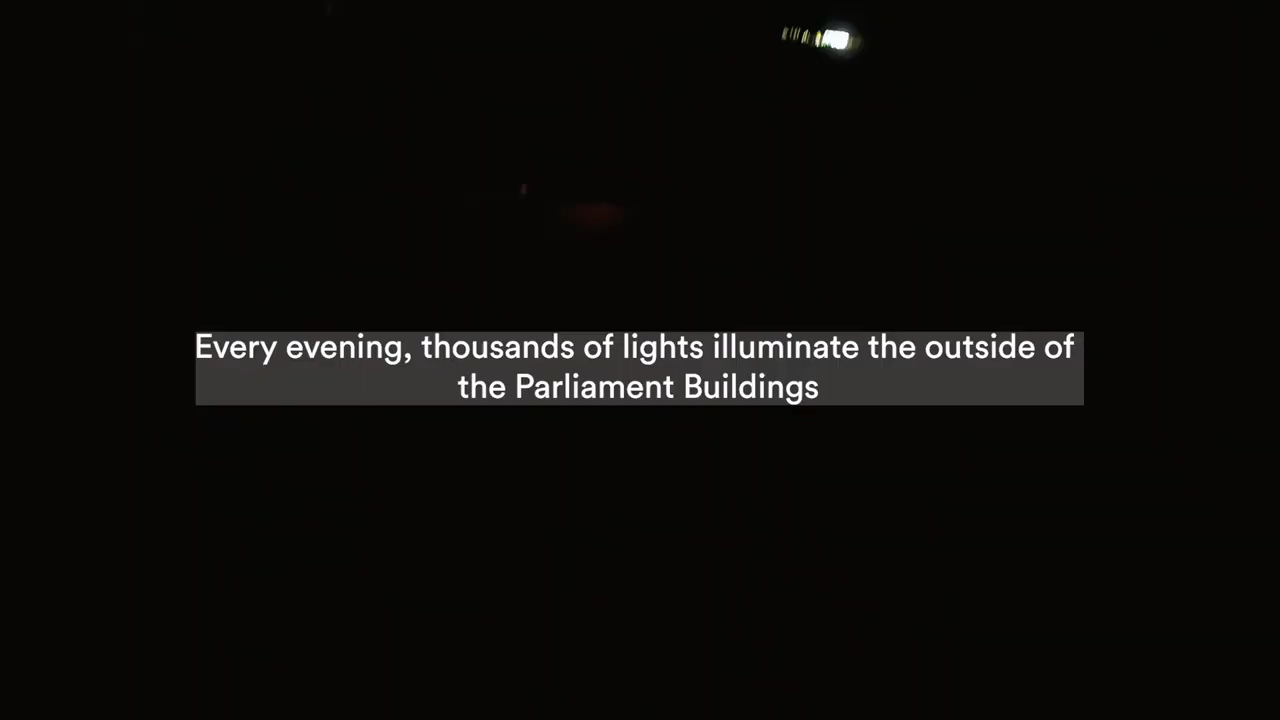 Every evening, thousands of lights illuminate the outside of
the Parliament Buildings